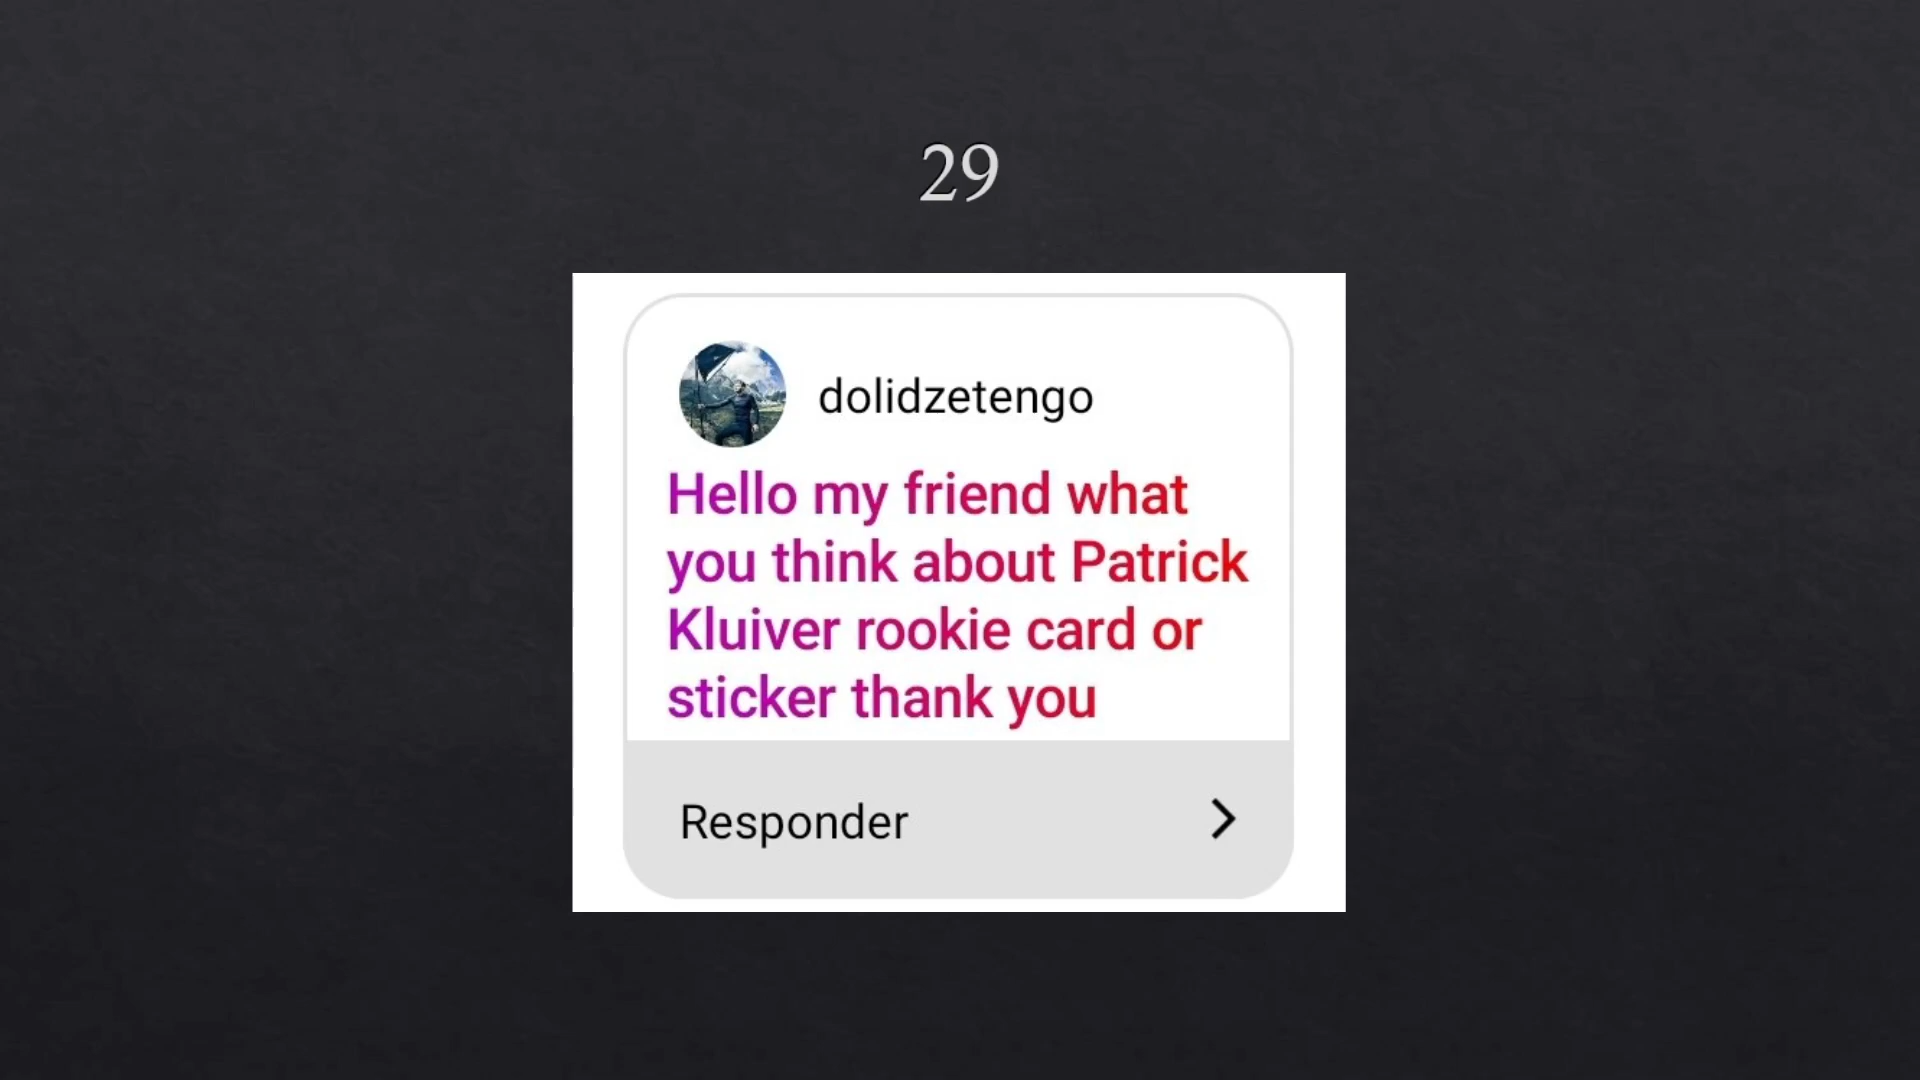 29
dolidzetengo
Hello my friend what
you think about Patrick
Kluiver rookie card or
sticker thank you
Responder